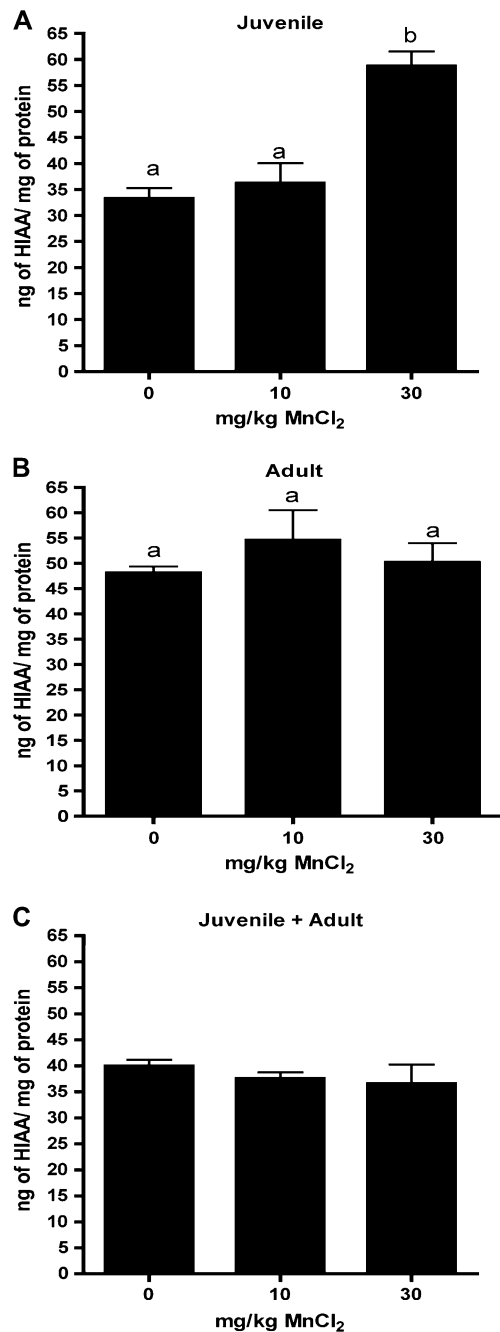 A
Juvenile
ng of HIAA/ mg of protein
65
60
55
50
45
40
35
30
25
20
15
10
5
0
a
a
b
0 10 30
mg/kg MnCl₂
B
Adult
ng of HIAA/ mg of protein
65
60
55
50
45
40
35
30
25
20
15
10
5
0
a
a
a
0 10 30
mg/kg MnCl₂
C
Juvenile + Adult
ng of HIAA/ mg of protein
65
60
55
50
45
40
35
30
25
20
15
10
5
0
0 10 30
mg/kg MnCl₂